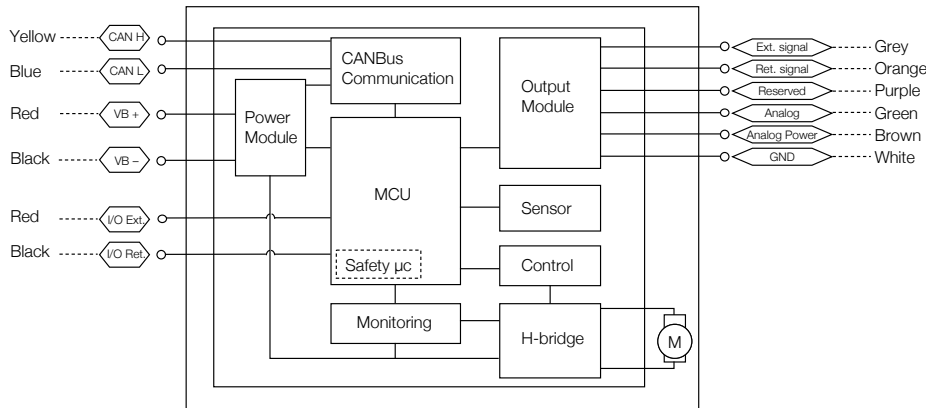 Yellow CAN H
Blue CAN L
Red VB +
Black VB –
Red I/O Ext.
Black I/O Ret.
CANBus
Communication
Power
Module
MCU
Safety µc
Monitoring
Output
Module
Sensor
Control
H-bridge
M
Ext. signal Grey
Ret. signal Orange
Reserved Purple
Analog Green
Analog Power Brown
GND White